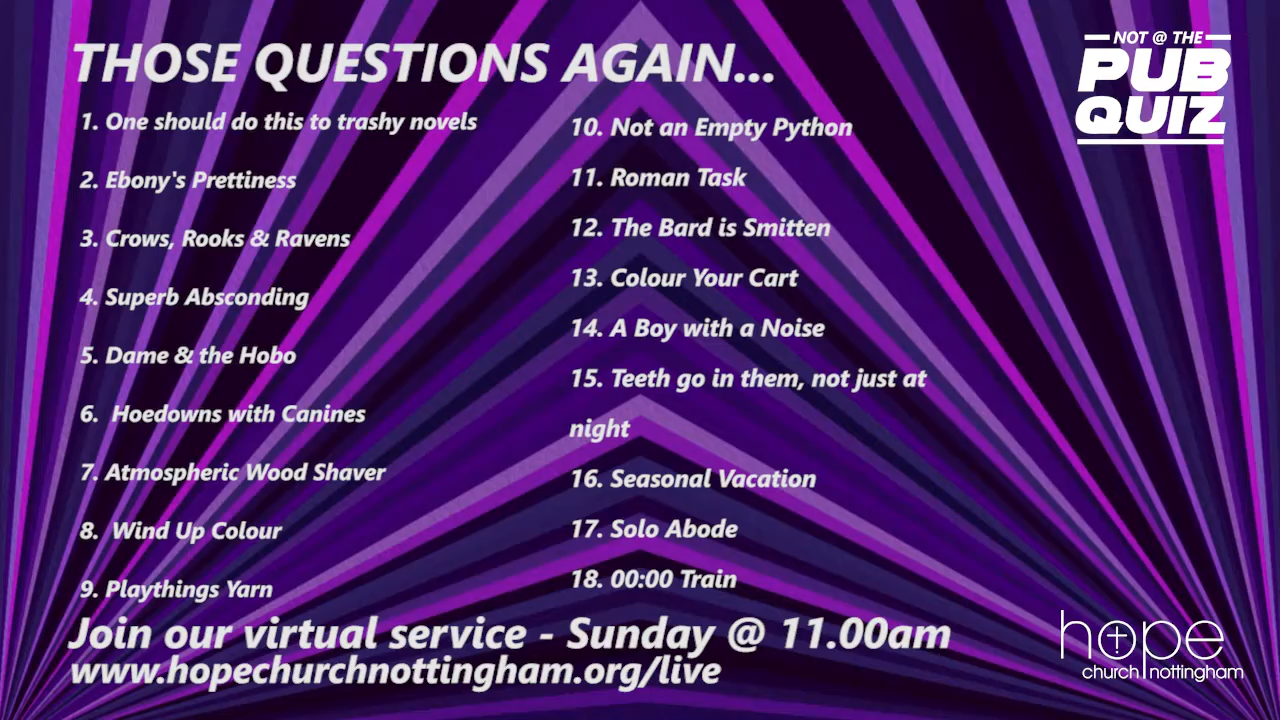 THOSE QUESTIONS AGAIN...
1. One should do this to trashy novels
2. Ebony's Prettiness
3. Crows, Rooks & Ravens
4. Superb Absconding
5. Dame & the Hobo
6. Hoedowns with Canines
7. Atmospheric Wood Shaver
8. Wind Up Colour
9. Playthings Yarn
10. Not an Empty Python
11. Roman Task
12. The Bard is Smitten
13. Colour Your Cart
14. A Boy with a Noise
15. Teeth go in them, not just at
night
16. Seasonal Vacation
17. Solo Abode
18. 00:00 Train
NOT @ THE
PUB
QUIZ
Join our virtual service - Sunday @ 11.00am
www.hopechurchnottingham.org/live
hope
church nottingham